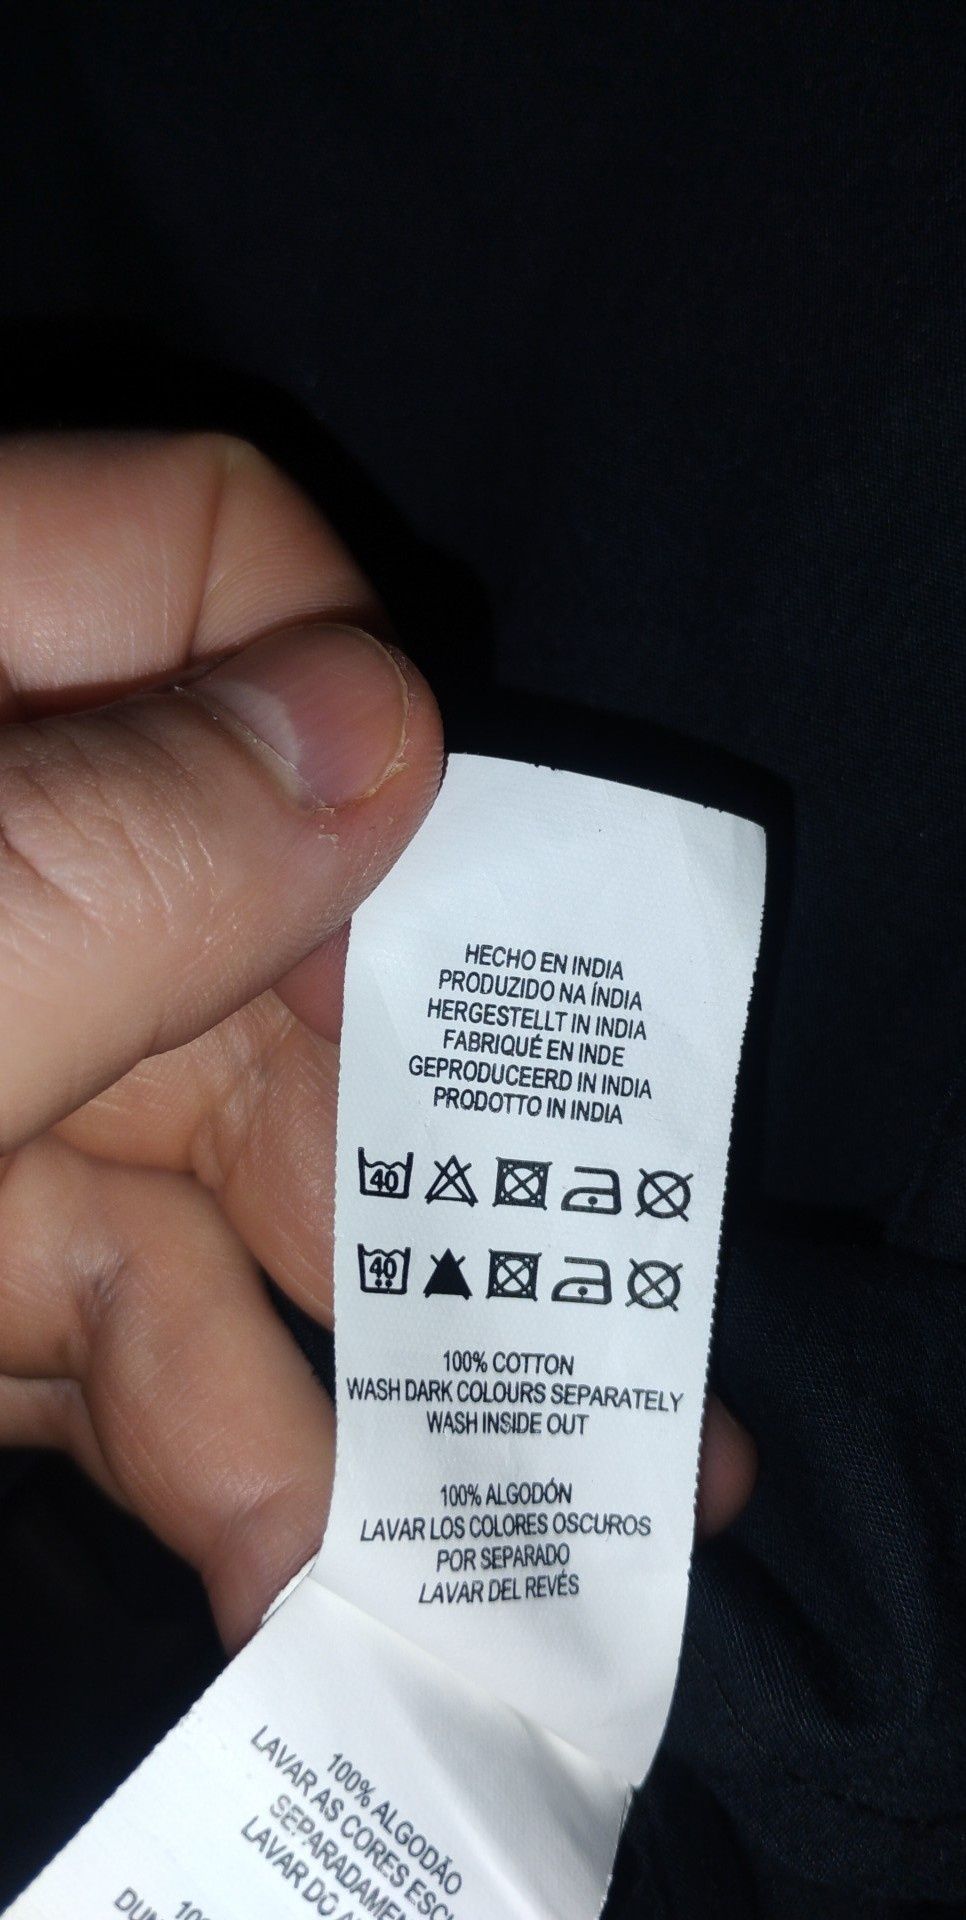 HECHO EN INDIA
PRODUZIDO NA ÍNDIA
HERGESTELLT IN INDIA
FABRIQUÉ EN INDE
GEPRODUCEERD IN INDIA
PRODOTTO IN INDIA
40
40
100% COTTON
WASH DARK COLOURS SEPARATELY
WASH INSIDE OUT
100% ALGODÓN
LAVAR LOS COLORES OSCUROS
POR SEPARADO
LAVAR DEL REVÉS
100% ALGODÃO
LAVAR AS CORES
LAVAR DO